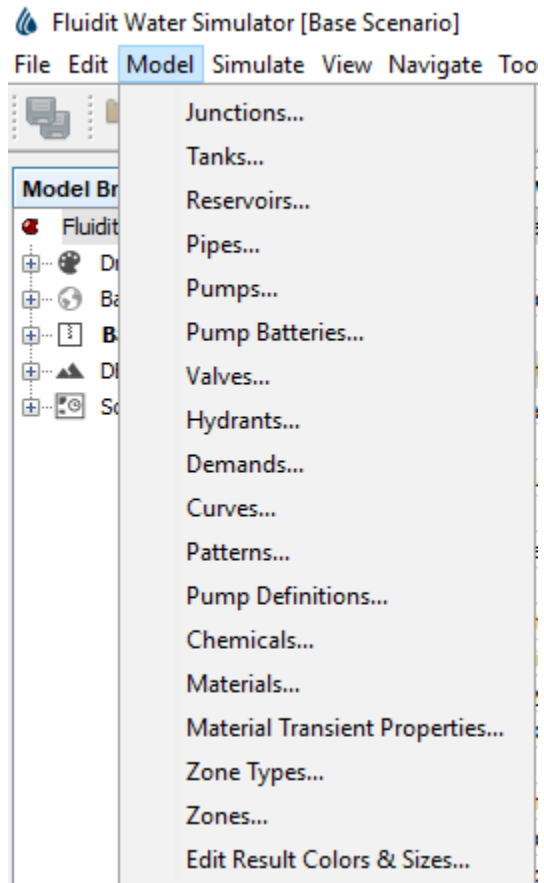 Fluidit Water Simulator [Base Scenario]
File Edit Model Simulate View Navigate Too
Junctions...
Tanks...
Model Br
Reservoirs...
Fluidit
Pipes...
Pumps...
Pump Batteries...
Valves...
Hydrants...
Demands...
Curves...
Patterns...
Pump Definitions...
Chemicals...
Materials...
Material Transient Properties...
Zone Types...
Zones...
Edit Result Colors & Sizes...